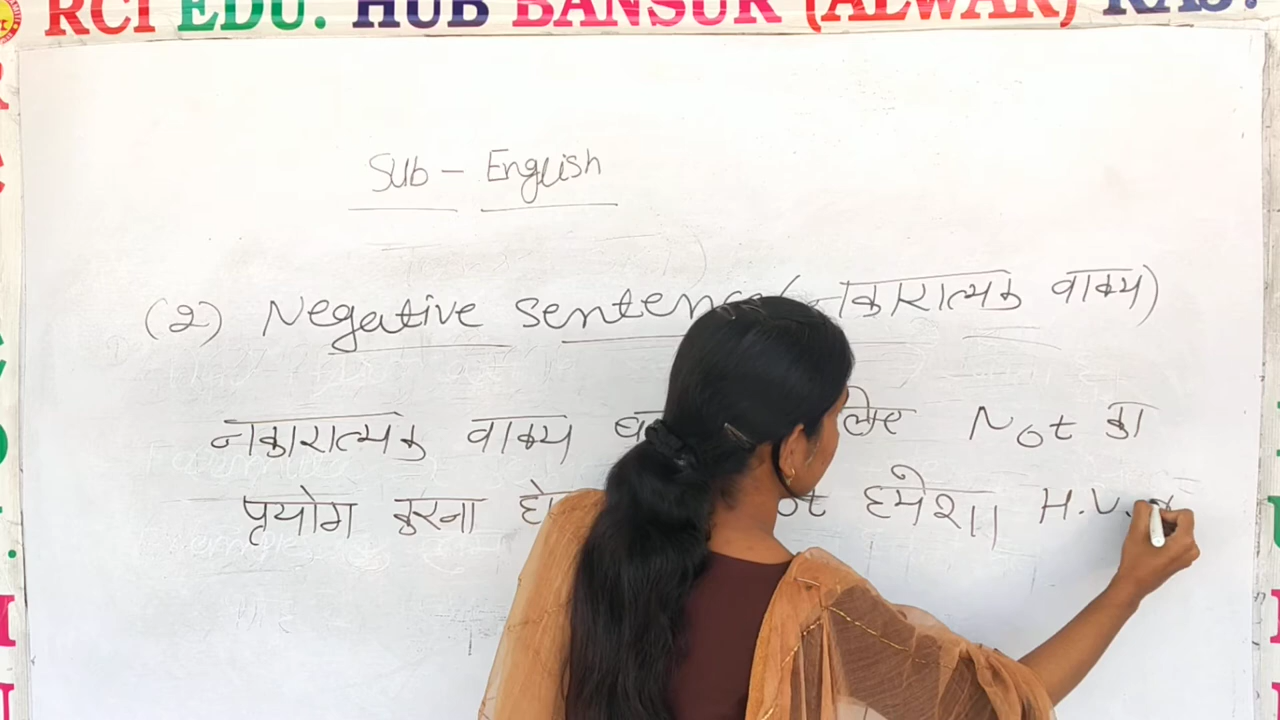 RCI EDU. HUB BANSUR (ALWAR) RAJ.
Sub - English
(2) Negative Sentence (नकारात्मक वाक्य)
नकारात्मक वाक्य लिए Not का
प्रयोग करना हमेशा H.V.